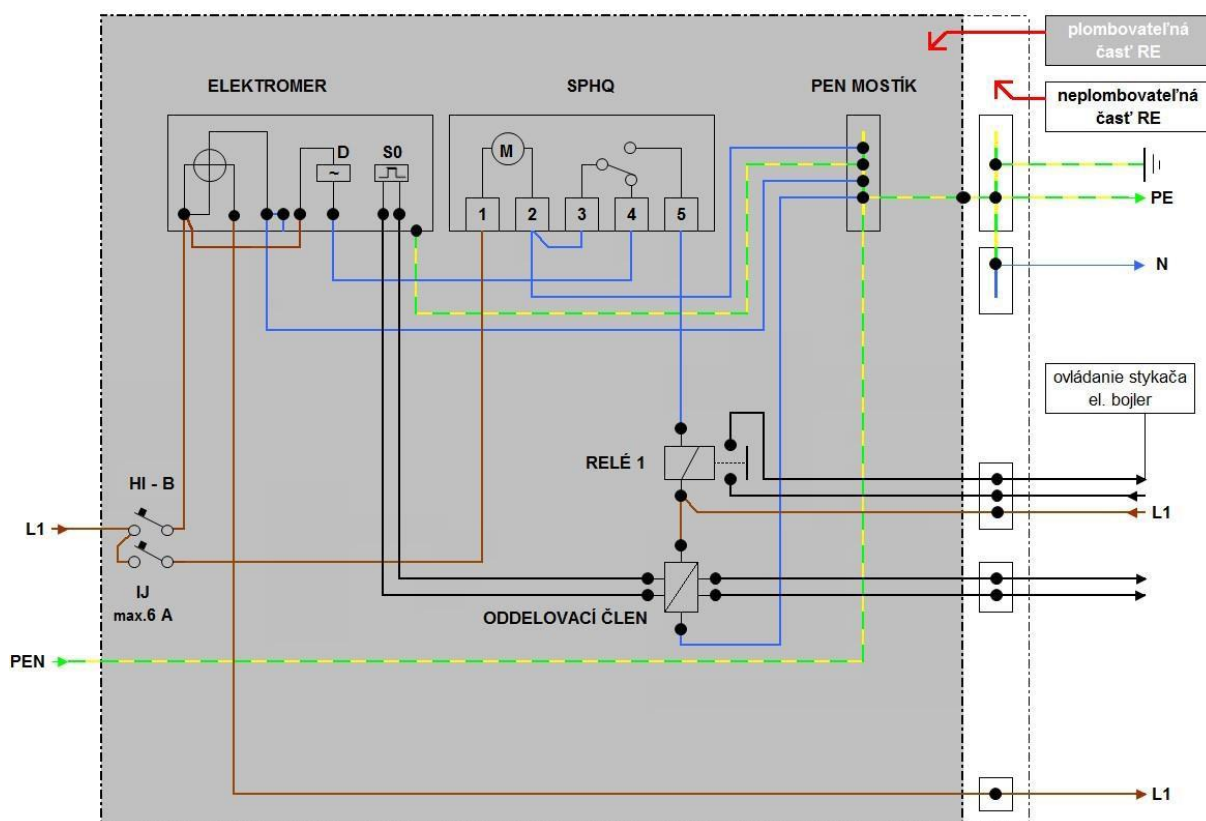 plombovateľná
časť RE
neplombovateľná
časť RE
ELEKTROMER
SPHQ
PEN MOSTÍK
D
S0
M
~
1
2
3
4
5
PE
N
ovládanie stykača
el. bojler
RELÉ 1
HI - B
L1
L1
IJ
max.6 A
ODDELOVACÍ ČLEN
PEN
L1